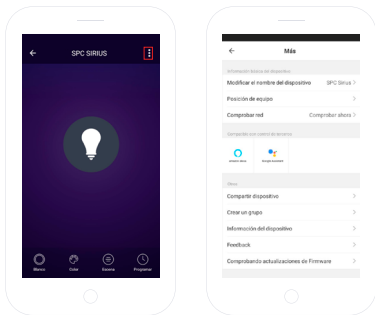 SPC SIRIUS
Blanco
Color
Escena
Programar
Más
Información básica del dispositivo
Modificar el nombre del dispositivo SPC Sirius
Posición de equipo
Comprobar red Comprobar ahora
Compatible con control de terceros
Amazon Alexa
Google Assistant
Otros
Compartir dispositivo
Crear un grupo
Información del dispositivo
Feedback
Comprobando actualizaciones de Firmware